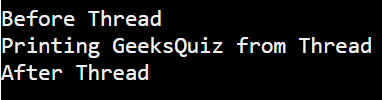 Before Thread
Printing GeeksQuiz from Thread
After Thread